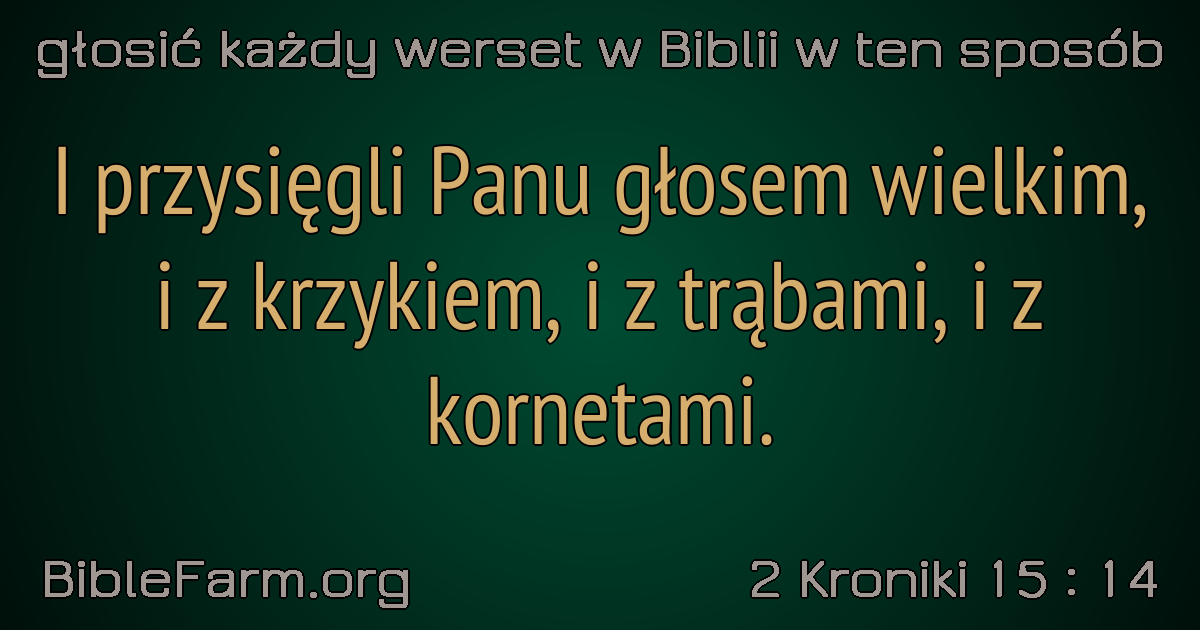 głosić każdy werset w Biblii w ten sposób
I przysięgli Panu głosem wielkim,
i z krzykiem, i z trąbami, i z
kornetami.
BibleFarm.org
2 Kroniki 15 : 14